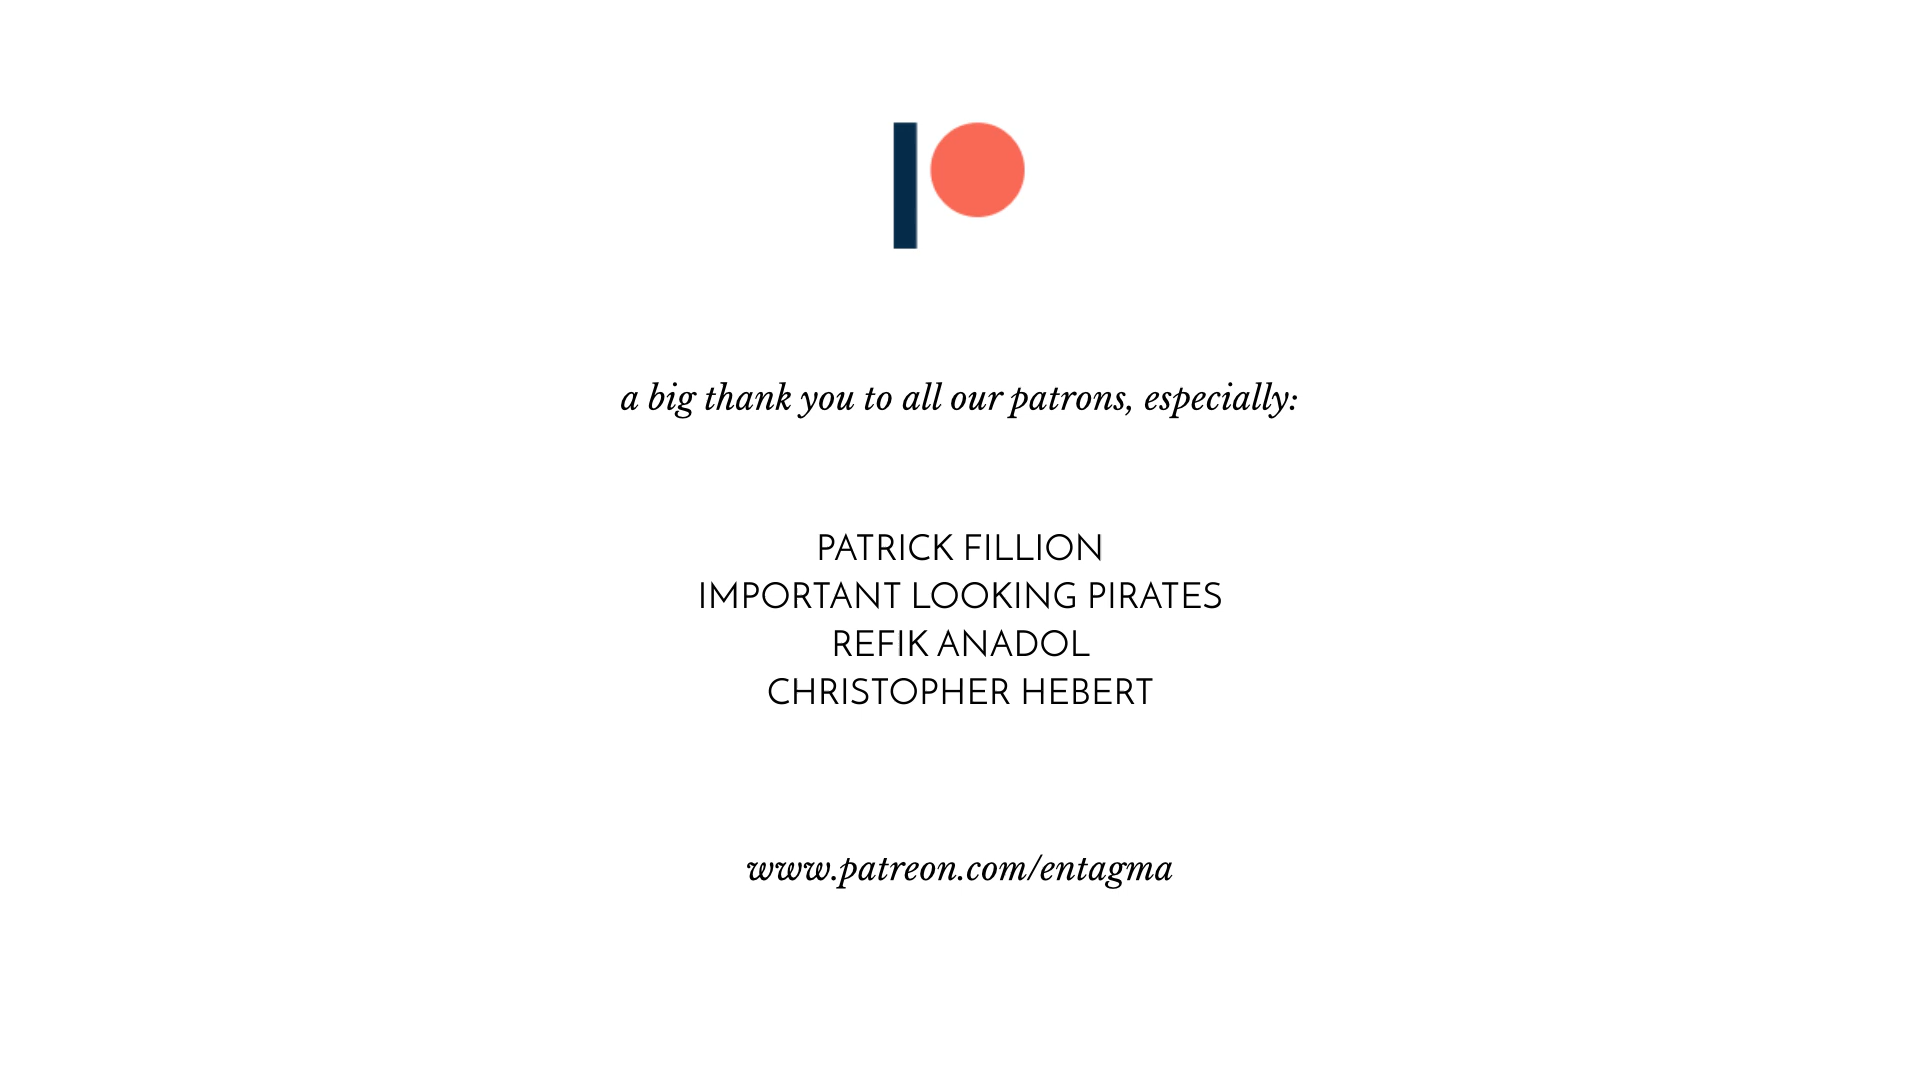 a big thank you to all our patrons, especially:
PATRICK FILLION
IMPORTANT LOOKING PIRATES
REFIK ANADOL
CHRISTOPHER HEBERT
www.patreon.com/entagma